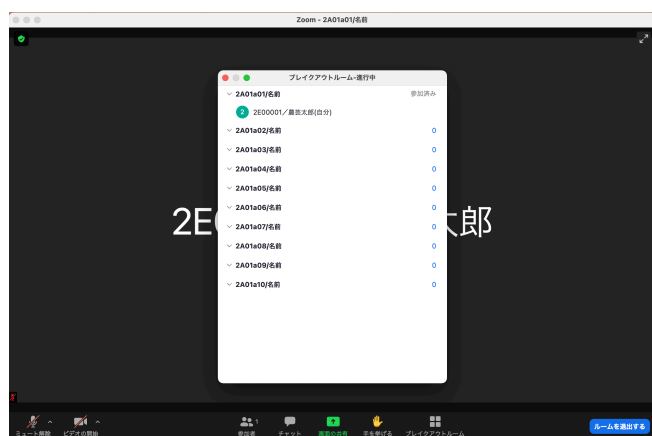 Zoom - 2A01a01/名前
ブレイクアウトルーム-進行中
2A01a01/名前 参加済み
2 2E00001／農芸太郎(自分)
2A01a02/名前 0
2A01a03/名前 0
2A01a04/名前 0
2A01a05/名前 0
2A01a06/名前 0
2A01a07/名前 0
2A01a08/名前 0
2A01a09/名前 0
2A01a10/名前 0
2E 太郎
ミュート解除 ビデオの開始 参加者 1 チャット 画面の共有 手を挙げる ブレイクアウトルーム ルームを退出する